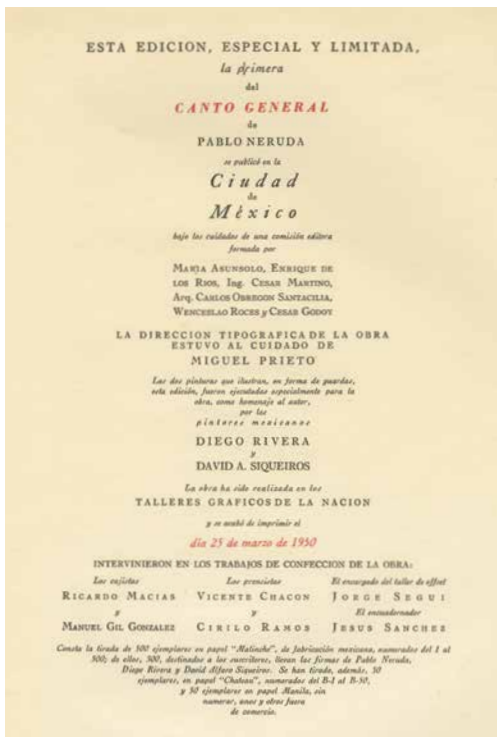 ESTA EDICION, ESPECIAL Y LIMITADA,
la primera
del
CANTO GENERAL
de
PABLO NERUDA
se publicó en la
Ciudad
de
México
bajo los cuidados de una comisión editora
formada por
MARIA ASUNSOLO, ENRIQUE DE
LOS RIOS, Ing. CESAR MARTINO,
Arq. CARLOS OBREGON SANTACILIA,
WENCESLAO ROCES y CESAR GODOY
LA DIRECCION TIPOGRAFICA DE LA OBRA
ESTUVO AL CUIDADO DE
MIGUEL PRIETO
Las dos pinturas que ilustran, en forma de guardas,
esta edición, fueron ejecutadas especialmente para la
obra, como homenaje al autor,
por los
pintores mexicanos
DIEGO RIVERA
y
DAVID A. SIQUEIROS
La obra ha sido realizada en los
TALLERES GRAFICOS DE LA NACION
y se acabó de imprimir el
día 25 de marzo de 1950
INTERVINIERON EN LOS TRABAJOS DE CONFECCION DE LA OBRA:
Los cajistas Los prensistas El encargado del taller de offset
RICARDO MACIAS VICENTE CHACON JORGE SEGUI
y y El encuadernador
MANUEL GIL GONZALEZ CIRILO RAMOS JESUS SANCHEZ
Consta la tirada de 500 ejemplares en papel "Malinche", de fabricación mexicana, numerados del 1 al
500; de ellos, 300, destinados a los suscritores, llevan las firmas de Pablo Neruda,
Diego Rivera y David Alfaro Siqueiros. Se han tirado, además, 50
ejemplares, en papel "Chateau", numerados del B-1 al B-50,
y 50 ejemplares en papel Manila, sin
numerar, unos y otros fuera
de comercio.